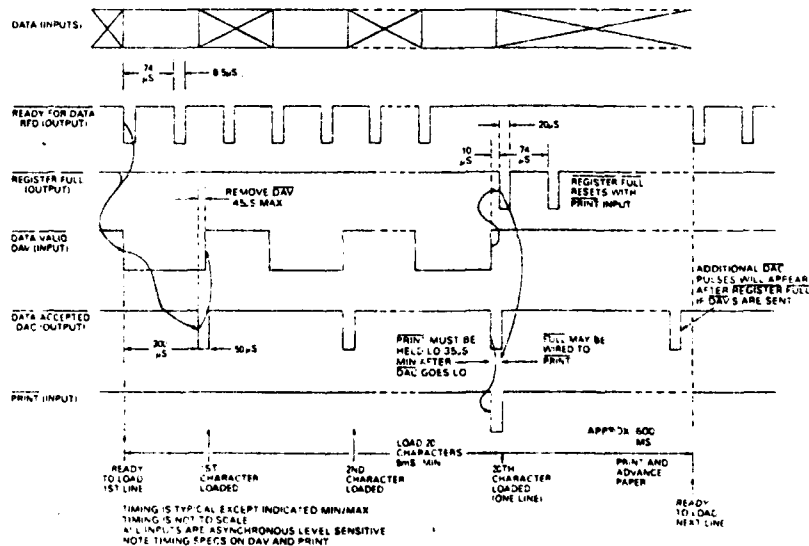 DATA (INPUTS)
74
µS
8.5µS
READY FOR DATA
RFD (OUTPUT)
20µS
10
µS
74
µS
REGISTER FULL
(OUTPUT)
REMOVE DAV
45µS MAX
REGISTER FULL
RESETS WITH
PRINT INPUT
DATA VALID
DAV (INPUT)
ADDITIONAL DAC
PULSES WILL APPEAR
AFTER REGISTER FULL
IF DAV'S ARE SENT
DATA ACCEPTED
DAC (OUTPUT)
300
µS
50µS
PRINT MUST BE
HELD LO 35µS
MIN AFTER
DAC GOES LO
FULL MAY BE
WIRED TO
PRINT
PRINT (INPUT)
APPROX 600
MS
LOAD 20
CHARACTERS
9mS MIN
READY
TO LOAD
1ST LINE
1ST
CHARACTER
LOADED
2ND
CHARACTER
LOADED
20TH
CHARACTER
LOADED
(ONE LINE)
PRINT AND
ADVANCE
PAPER
READY
TO LOAD
NEXT LINE
TIMING IS TYPICAL EXCEPT INDICATED MIN/MAX
TIMING IS NOT TO SCALE
ALL INPUTS ARE ASYNCHRONOUS LEVEL SENSITIVE
NOTE TIMING SPECS ON DAV AND PRINT